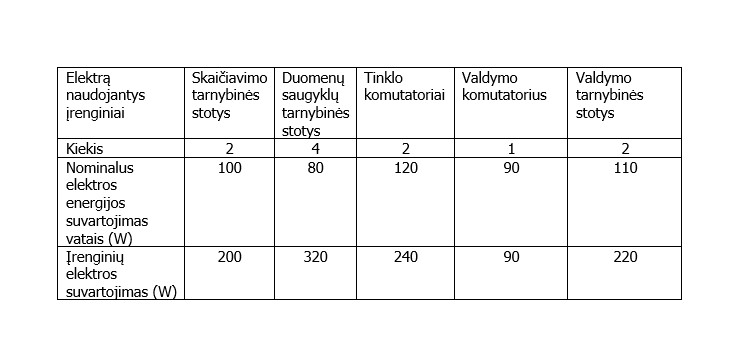 Elektrą
naudojantys
įrenginiai
Skaičiavimo
tarnybinės
stotys
Duomenų
saugyklų
tarnybinės
stotys
Tinklo
komutatoriai
Valdymo
komutatorius
Valdymo
tarnybinės
stotys
Kiekis
2
4
2
1
2
Nominalus
elektros
energijos
suvartojimas
vatais (W)
100
80
120
90
110
Įrenginių
elektros
suvartojimas (W)
200
320
240
90
220